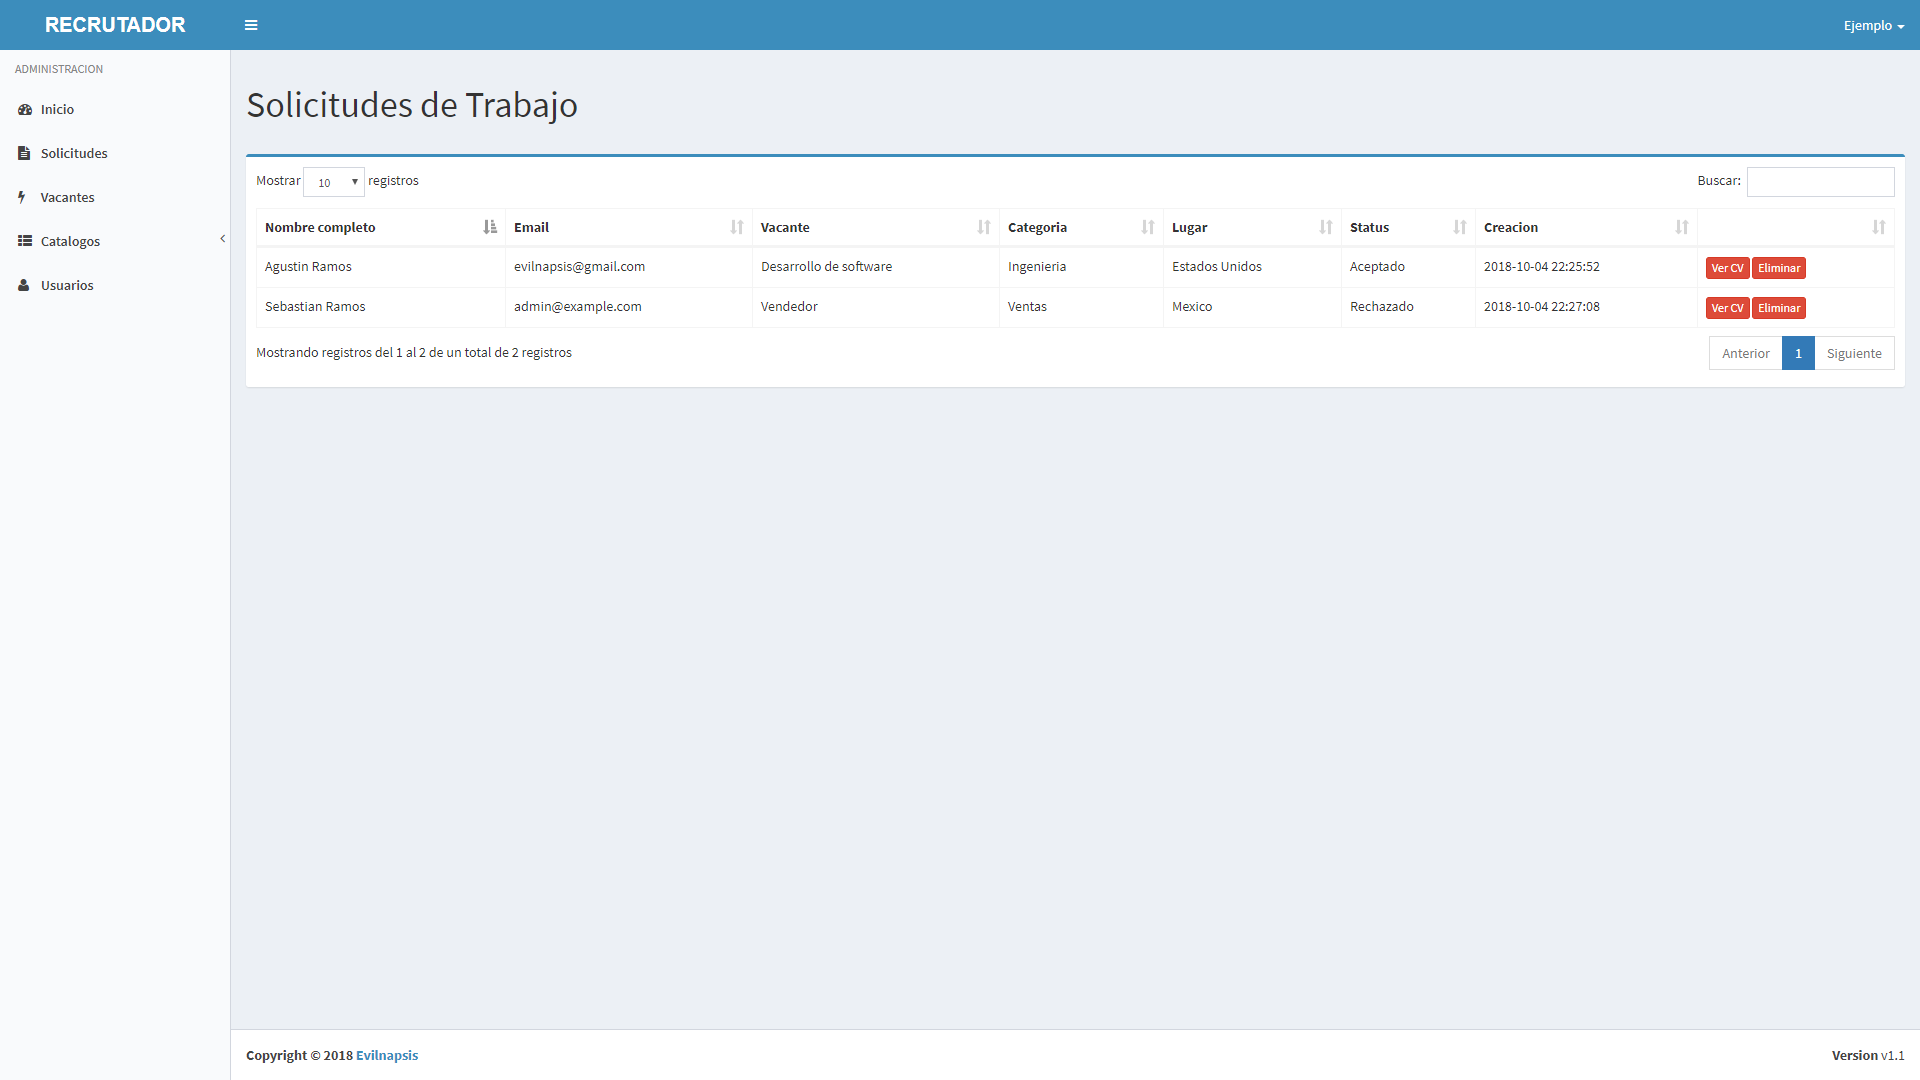 RECRUTADOR
Ejemplo
ADMINISTRACION
Inicio
Solicitudes
Vacantes
Catalogos
Usuarios
Solicitudes de Trabajo
Mostrar 10 registros
Buscar:
Nombre completo Email Vacante Categoria Lugar Status Creacion
Agustin Ramos evilnapsis@gmail.com Desarrollo de software Ingenieria Estados Unidos Aceptado 2018-10-04 22:25:52 Ver CV Eliminar
Sebastian Ramos admin@example.com Vendedor Ventas Mexico Rechazado 2018-10-04 22:27:08 Ver CV Eliminar
Mostrando registros del 1 al 2 de un total de 2 registros
Anterior 1 Siguiente
Copyright © 2018 Evilnapsis
Version v1.1